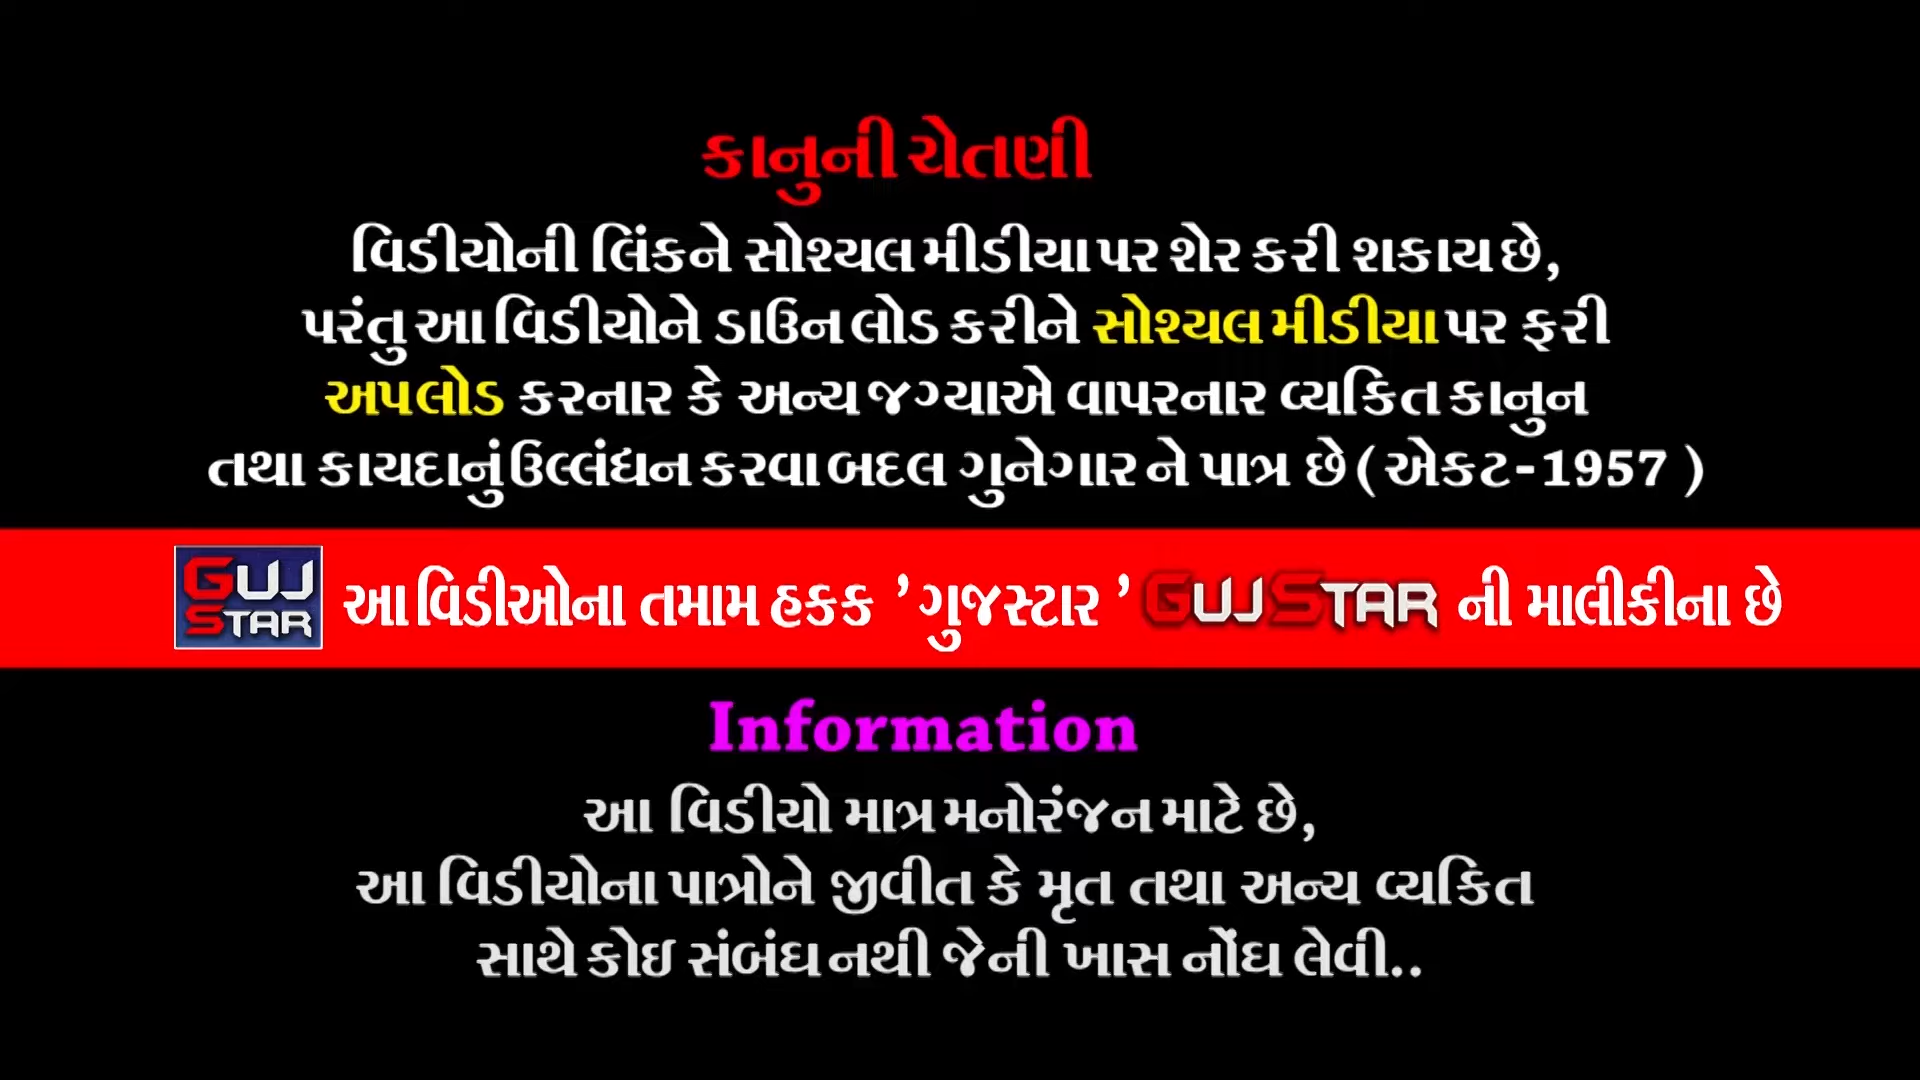 કાનુની ચેતણી
વિડીયોની લિંકને સોશ્યલ મીડીયા પર શેર કરી શકાય છે,
પરંતુ આ વિડીયોને ડાઉન લોડ કરીને સોશ્યલ મીડીયા પર ફરી
અપલોડ કરનાર કે અન્ય જગ્યાએ વાપરનાર વ્યકિત કાનુન
તથા કાયદાનું ઉલ્લંઘન કરવા બદલ ગુનેગાર ને પાત્ર છે ( એકટ-1957 )
GUJ STAR આ વિડીઓના તમામ હકક ’ ગુજસ્ટાર ’ GUJ STAR ની માલીકીના છે
Information
આ વિડીયો માત્ર મનોરંજન માટે છે,
આ વિડીયોના પાત્રોને જીવીત કે મૃત તથા અન્ય વ્યકિત
સાથે કોઇ સંબંઘ નથી જેની ખાસ નોંઘ લેવી..